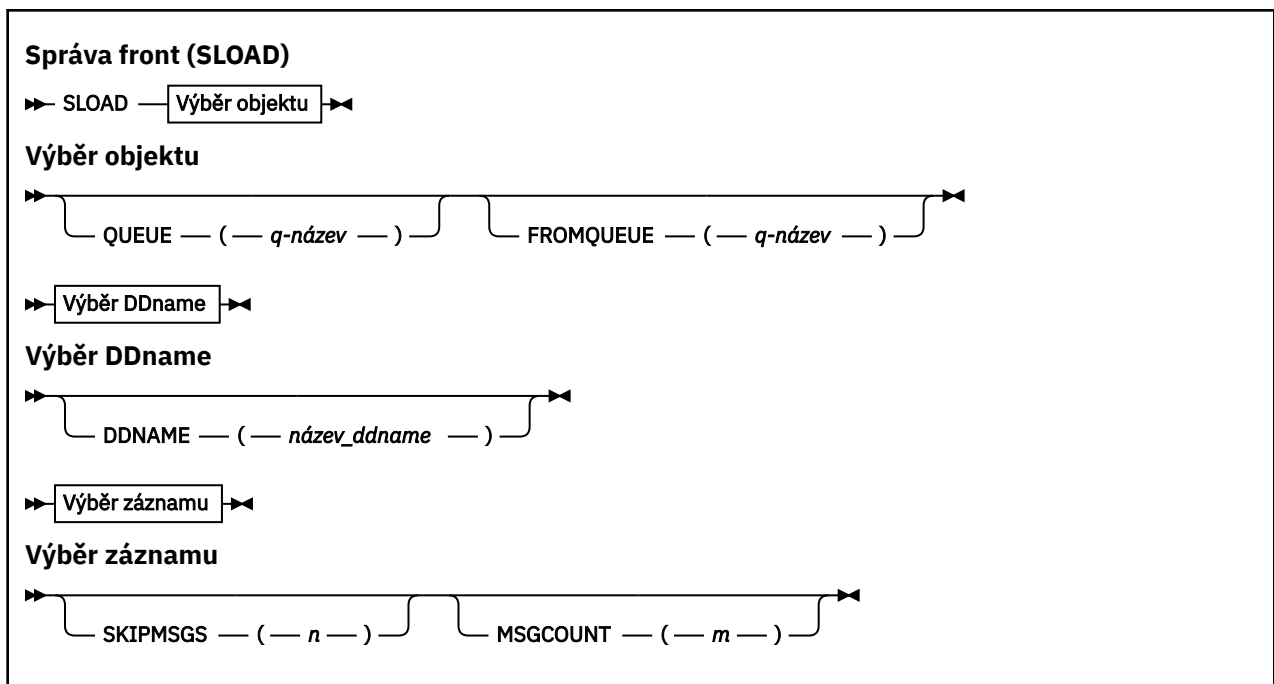 Správa front (SLOAD)
SLOAD Výběr objektu
Výběr objektu
QUEUE ( q-název ) FROMQUEUE ( q-název )
Výběr DDname
Výběr DDname
DDNAME ( název_ddname )
Výběr záznamu
Výběr záznamu
SKIPMSGS ( n ) MSGCOUNT ( m )